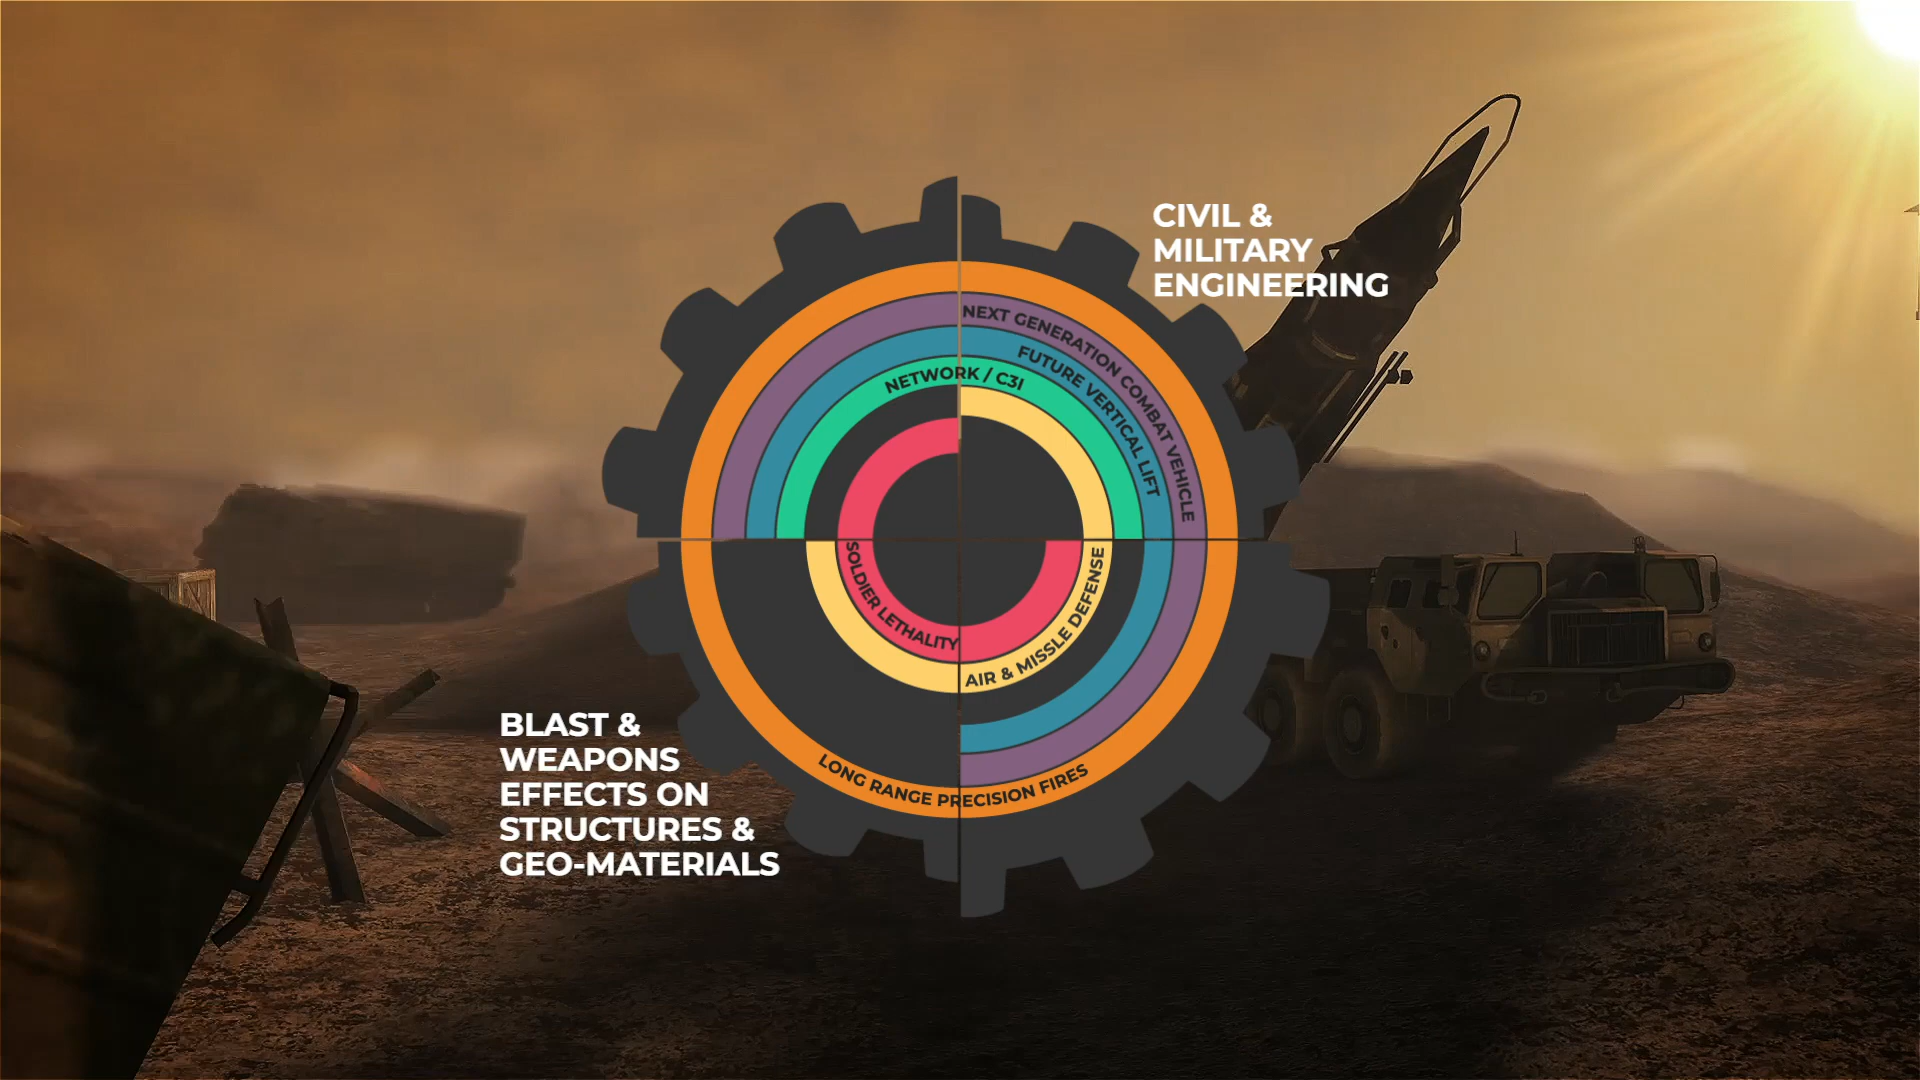 CIVIL &
MILITARY
ENGINEERING
NEXT GENERATION COMBAT VEHICLE
FUTURE VERTICAL LIFT
NETWORK / C3I
SOLDIER LETHALITY
AIR & MISSLE DEFENSE
LONG RANGE PRECISION FIRES
BLAST &
WEAPONS
EFFECTS ON
STRUCTURES &
GEO-MATERIALS